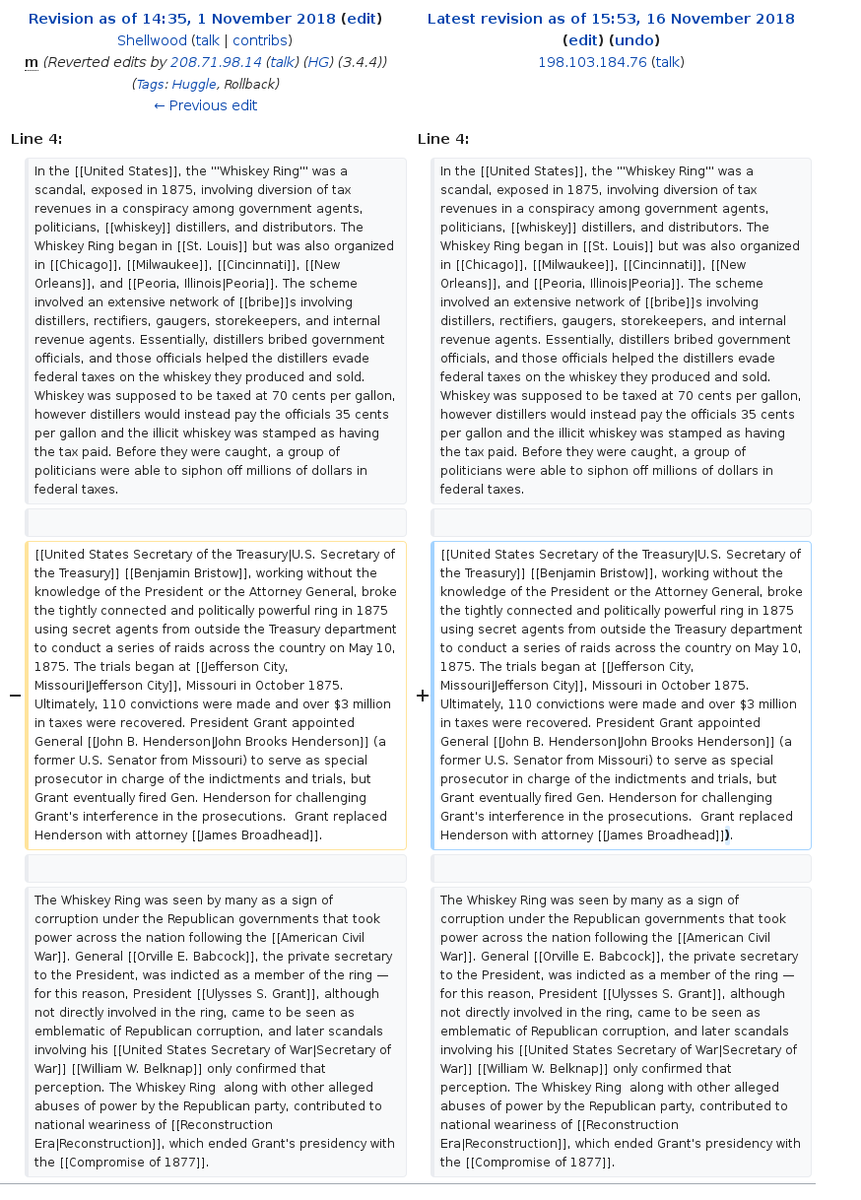 Revision as of 14:35, 1 November 2018 (edit)
Shellwood (talk | contribs)
m (Reverted edits by 208.71.98.14 (talk) (HG) (3.4.4))
(Tags: Huggle, Rollback)
← Previous edit
Line 4:
In the [[United States]], the '''Whiskey Ring''' was a
scandal, exposed in 1875, involving diversion of tax
revenues in a conspiracy among government agents,
politicians, [[whiskey]] distillers, and distributors. The
Whiskey Ring began in [[St. Louis]] but was also organized
in [[Chicago]], [[Milwaukee]], [[Cincinnati]], [[New
Orleans]], and [[Peoria, Illinois|Peoria]]. The scheme
involved an extensive network of [[bribe]]s involving
distillers, rectifiers, gaugers, storekeepers, and internal
revenue agents. Essentially, distillers bribed government
officials, and those officials helped the distillers evade
federal taxes on the whiskey they produced and sold.
Whiskey was supposed to be taxed at 70 cents per gallon,
however distillers would instead pay the officials 35 cents
per gallon and the illicit whiskey was stamped as having
the tax paid. Before they were caught, a group of
politicians were able to siphon off millions of dollars in
federal taxes.
−
[[United States Secretary of the Treasury|U.S. Secretary of
the Treasury]] [[Benjamin Bristow]], working without the
knowledge of the President or the Attorney General, broke
the tightly connected and politically powerful ring in 1875
using secret agents from outside the Treasury department
to conduct a series of raids across the country on May 10,
1875. The trials began at [[Jefferson City,
Missouri|Jefferson City]], Missouri in October 1875.
Ultimately, 110 convictions were made and over $3 million
in taxes were recovered. President Grant appointed
General [[John B. Henderson|John Brooks Henderson]] (a
former U.S. Senator from Missouri) to serve as special
prosecutor in charge of the indictments and trials, but
Grant eventually fired Gen. Henderson for challenging
Grant's interference in the prosecutions.  Grant replaced
Henderson with attorney [[James Broadhead]].
The Whiskey Ring was seen by many as a sign of
corruption under the Republican governments that took
power across the nation following the [[American Civil
War]]. General [[Orville E. Babcock]], the private secretary
to the President, was indicted as a member of the ring —
for this reason, President [[Ulysses S. Grant]], although
not directly involved in the ring, came to be seen as
emblematic of Republican corruption, and later scandals
involving his [[United States Secretary of War|Secretary of
War]] [[William W. Belknap]] only confirmed that
perception. The Whiskey Ring  along with other alleged
abuses of power by the Republican party, contributed to
national weariness of [[Reconstruction
Era|Reconstruction]], which ended Grant's presidency with
the [[Compromise of 1877]].
Latest revision as of 15:53, 16 November 2018
(edit) (undo)
198.103.184.76 (talk)
Line 4:
In the [[United States]], the '''Whiskey Ring''' was a
scandal, exposed in 1875, involving diversion of tax
revenues in a conspiracy among government agents,
politicians, [[whiskey]] distillers, and distributors. The
Whiskey Ring began in [[St. Louis]] but was also organized
in [[Chicago]], [[Milwaukee]], [[Cincinnati]], [[New
Orleans]], and [[Peoria, Illinois|Peoria]]. The scheme
involved an extensive network of [[bribe]]s involving
distillers, rectifiers, gaugers, storekeepers, and internal
revenue agents. Essentially, distillers bribed government
officials, and those officials helped the distillers evade
federal taxes on the whiskey they produced and sold.
Whiskey was supposed to be taxed at 70 cents per gallon,
however distillers would instead pay the officials 35 cents
per gallon and the illicit whiskey was stamped as having
the tax paid. Before they were caught, a group of
politicians were able to siphon off millions of dollars in
federal taxes.
+
[[United States Secretary of the Treasury|U.S. Secretary of
the Treasury]] [[Benjamin Bristow]], working without the
knowledge of the President or the Attorney General, broke
the tightly connected and politically powerful ring in 1875
using secret agents from outside the Treasury department
to conduct a series of raids across the country on May 10,
1875. The trials began at [[Jefferson City,
Missouri|Jefferson City]], Missouri in October 1875.
Ultimately, 110 convictions were made and over $3 million
in taxes were recovered. President Grant appointed
General [[John B. Henderson|John Brooks Henderson]] (a
former U.S. Senator from Missouri) to serve as special
prosecutor in charge of the indictments and trials, but
Grant eventually fired Gen. Henderson for challenging
Grant's interference in the prosecutions.  Grant replaced
Henderson with attorney [[James Broadhead]]).
The Whiskey Ring was seen by many as a sign of
corruption under the Republican governments that took
power across the nation following the [[American Civil
War]]. General [[Orville E. Babcock]], the private secretary
to the President, was indicted as a member of the ring —
for this reason, President [[Ulysses S. Grant]], although
not directly involved in the ring, came to be seen as
emblematic of Republican corruption, and later scandals
involving his [[United States Secretary of War|Secretary of
War]] [[William W. Belknap]] only confirmed that
perception. The Whiskey Ring  along with other alleged
abuses of power by the Republican party, contributed to
national weariness of [[Reconstruction
Era|Reconstruction]], which ended Grant's presidency with
the [[Compromise of 1877]].